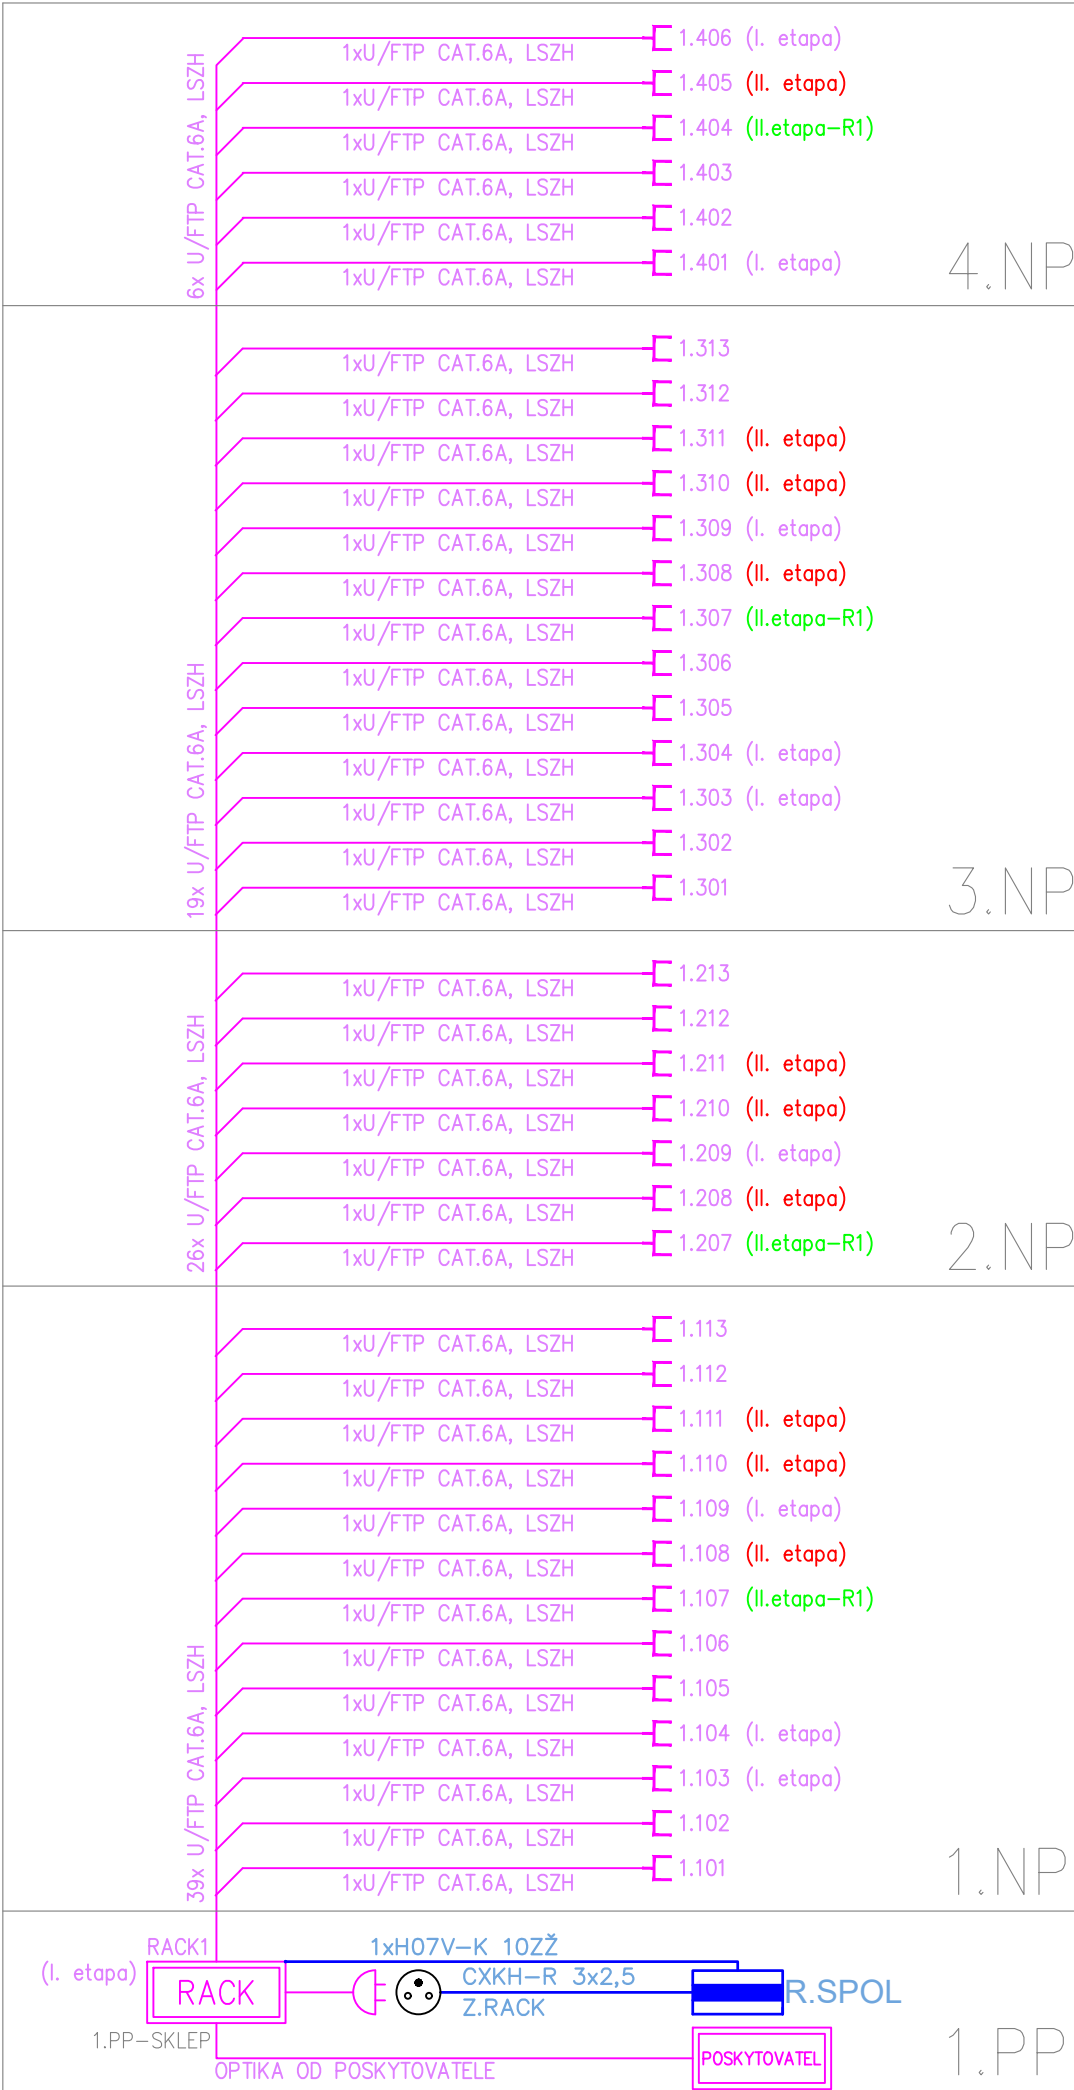 6x U/FTP CAT.6A, LSZH
1xU/FTP CAT.6A, LSZH 1.406 (I. etapa)
1xU/FTP CAT.6A, LSZH 1.405 (II. etapa)
1xU/FTP CAT.6A, LSZH 1.404 (II.etapa-R1)
1xU/FTP CAT.6A, LSZH 1.403
1xU/FTP CAT.6A, LSZH 1.402
1xU/FTP CAT.6A, LSZH 1.401 (I. etapa)
4.NP
19x U/FTP CAT.6A, LSZH
1xU/FTP CAT.6A, LSZH 1.313
1xU/FTP CAT.6A, LSZH 1.312
1xU/FTP CAT.6A, LSZH 1.311 (II. etapa)
1xU/FTP CAT.6A, LSZH 1.310 (II. etapa)
1xU/FTP CAT.6A, LSZH 1.309 (I. etapa)
1xU/FTP CAT.6A, LSZH 1.308 (II. etapa)
1xU/FTP CAT.6A, LSZH 1.307 (II.etapa-R1)
1xU/FTP CAT.6A, LSZH 1.306
1xU/FTP CAT.6A, LSZH 1.305
1xU/FTP CAT.6A, LSZH 1.304 (I. etapa)
1xU/FTP CAT.6A, LSZH 1.303 (I. etapa)
1xU/FTP CAT.6A, LSZH 1.302
1xU/FTP CAT.6A, LSZH 1.301
3.NP
26x U/FTP CAT.6A, LSZH
1xU/FTP CAT.6A, LSZH 1.213
1xU/FTP CAT.6A, LSZH 1.212
1xU/FTP CAT.6A, LSZH 1.211 (II. etapa)
1xU/FTP CAT.6A, LSZH 1.210 (II. etapa)
1xU/FTP CAT.6A, LSZH 1.209 (I. etapa)
1xU/FTP CAT.6A, LSZH 1.208 (II. etapa)
1xU/FTP CAT.6A, LSZH 1.207 (II.etapa-R1)
2.NP
39x U/FTP CAT.6A, LSZH
1xU/FTP CAT.6A, LSZH 1.113
1xU/FTP CAT.6A, LSZH 1.112
1xU/FTP CAT.6A, LSZH 1.111 (II. etapa)
1xU/FTP CAT.6A, LSZH 1.110 (II. etapa)
1xU/FTP CAT.6A, LSZH 1.109 (I. etapa)
1xU/FTP CAT.6A, LSZH 1.108 (II. etapa)
1xU/FTP CAT.6A, LSZH 1.107 (II.etapa-R1)
1xU/FTP CAT.6A, LSZH 1.106
1xU/FTP CAT.6A, LSZH 1.105
1xU/FTP CAT.6A, LSZH 1.104 (I. etapa)
1xU/FTP CAT.6A, LSZH 1.103 (I. etapa)
1xU/FTP CAT.6A, LSZH 1.102
1xU/FTP CAT.6A, LSZH 1.101
1.NP
RACK1
(I. etapa)
RACK
1.PP-SKLEP
1xH07V-K 10ZŽ
CXKH-R 3x2,5
Z.RACK
R.SPOL
OPTIKA OD POSKYTOVATELE
POSKYTOVATEL
1.PP